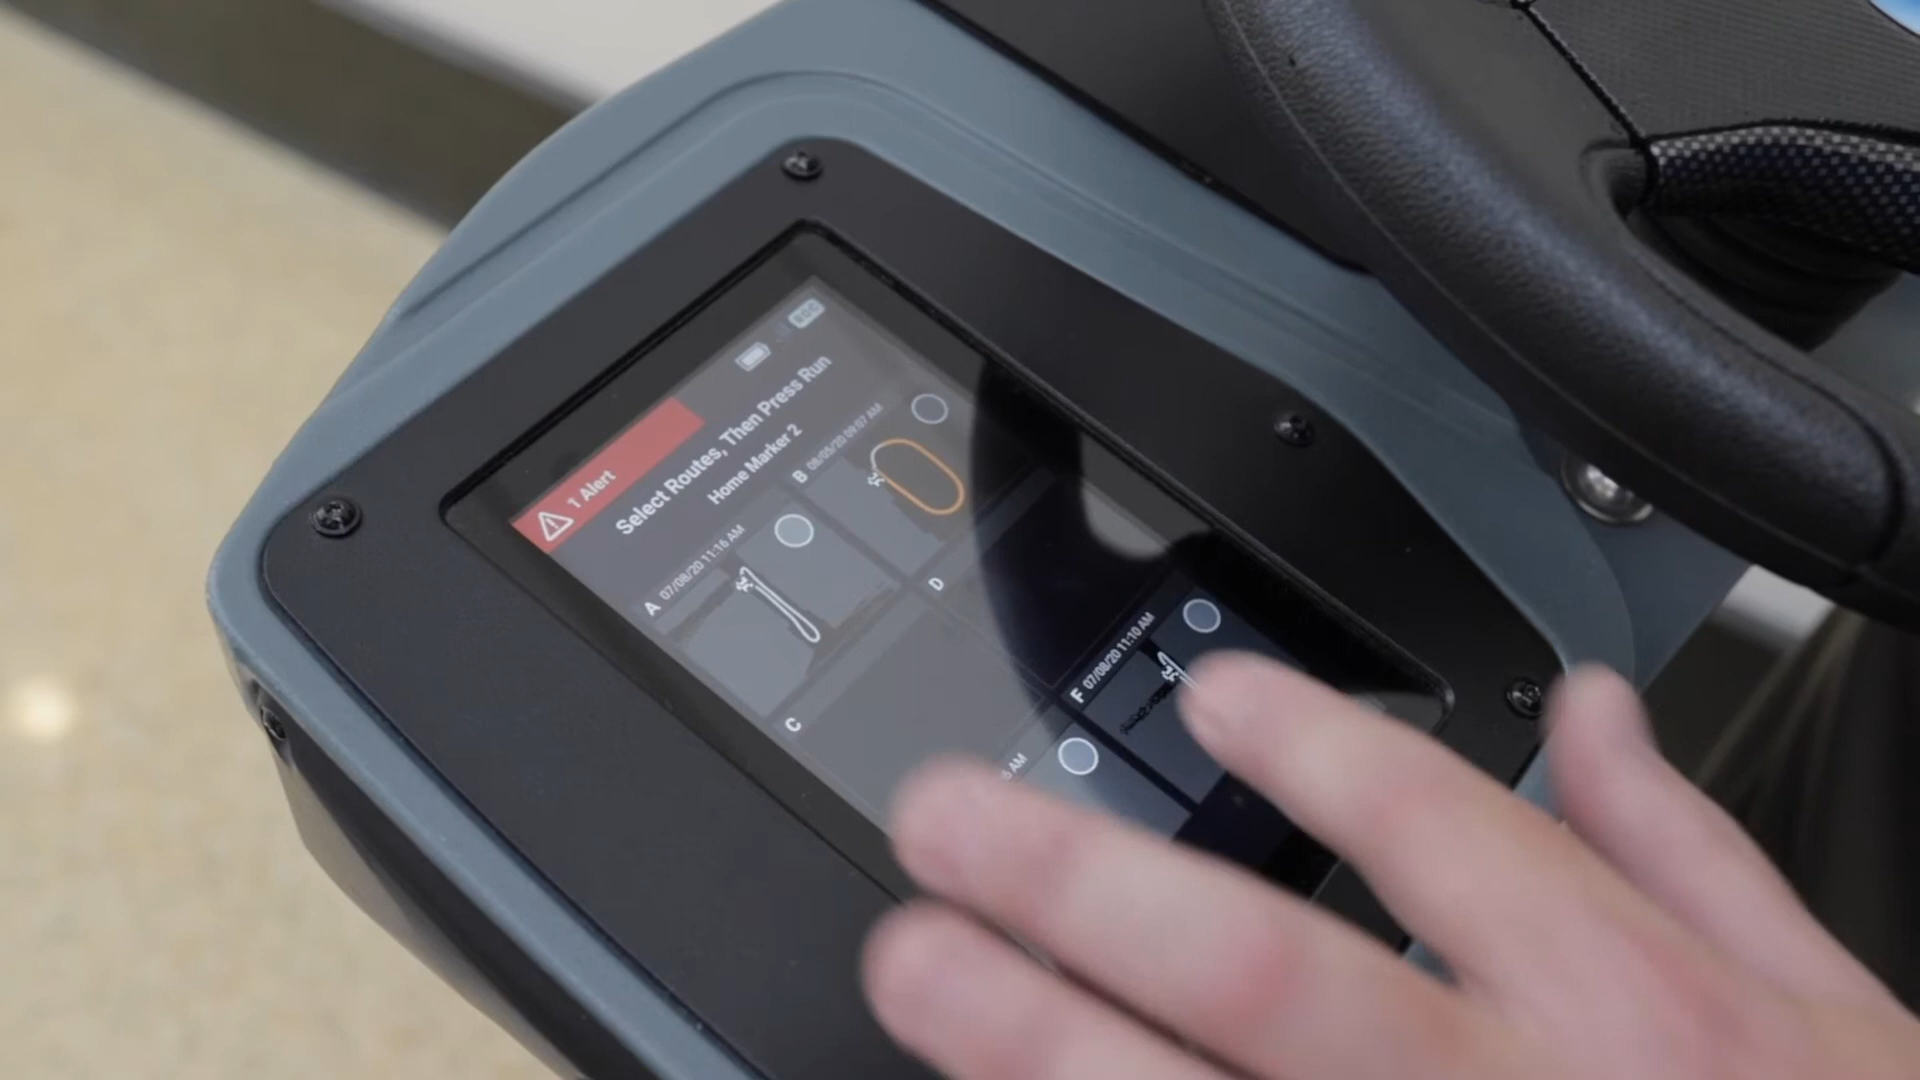 1 Alert
Select Routes, Then Press Run
Home Marker 2
A 07/08/20 11:16 AM
B 08/05/20 09:07 AM
C
D
AM
F 07/08/20 11:10 AM